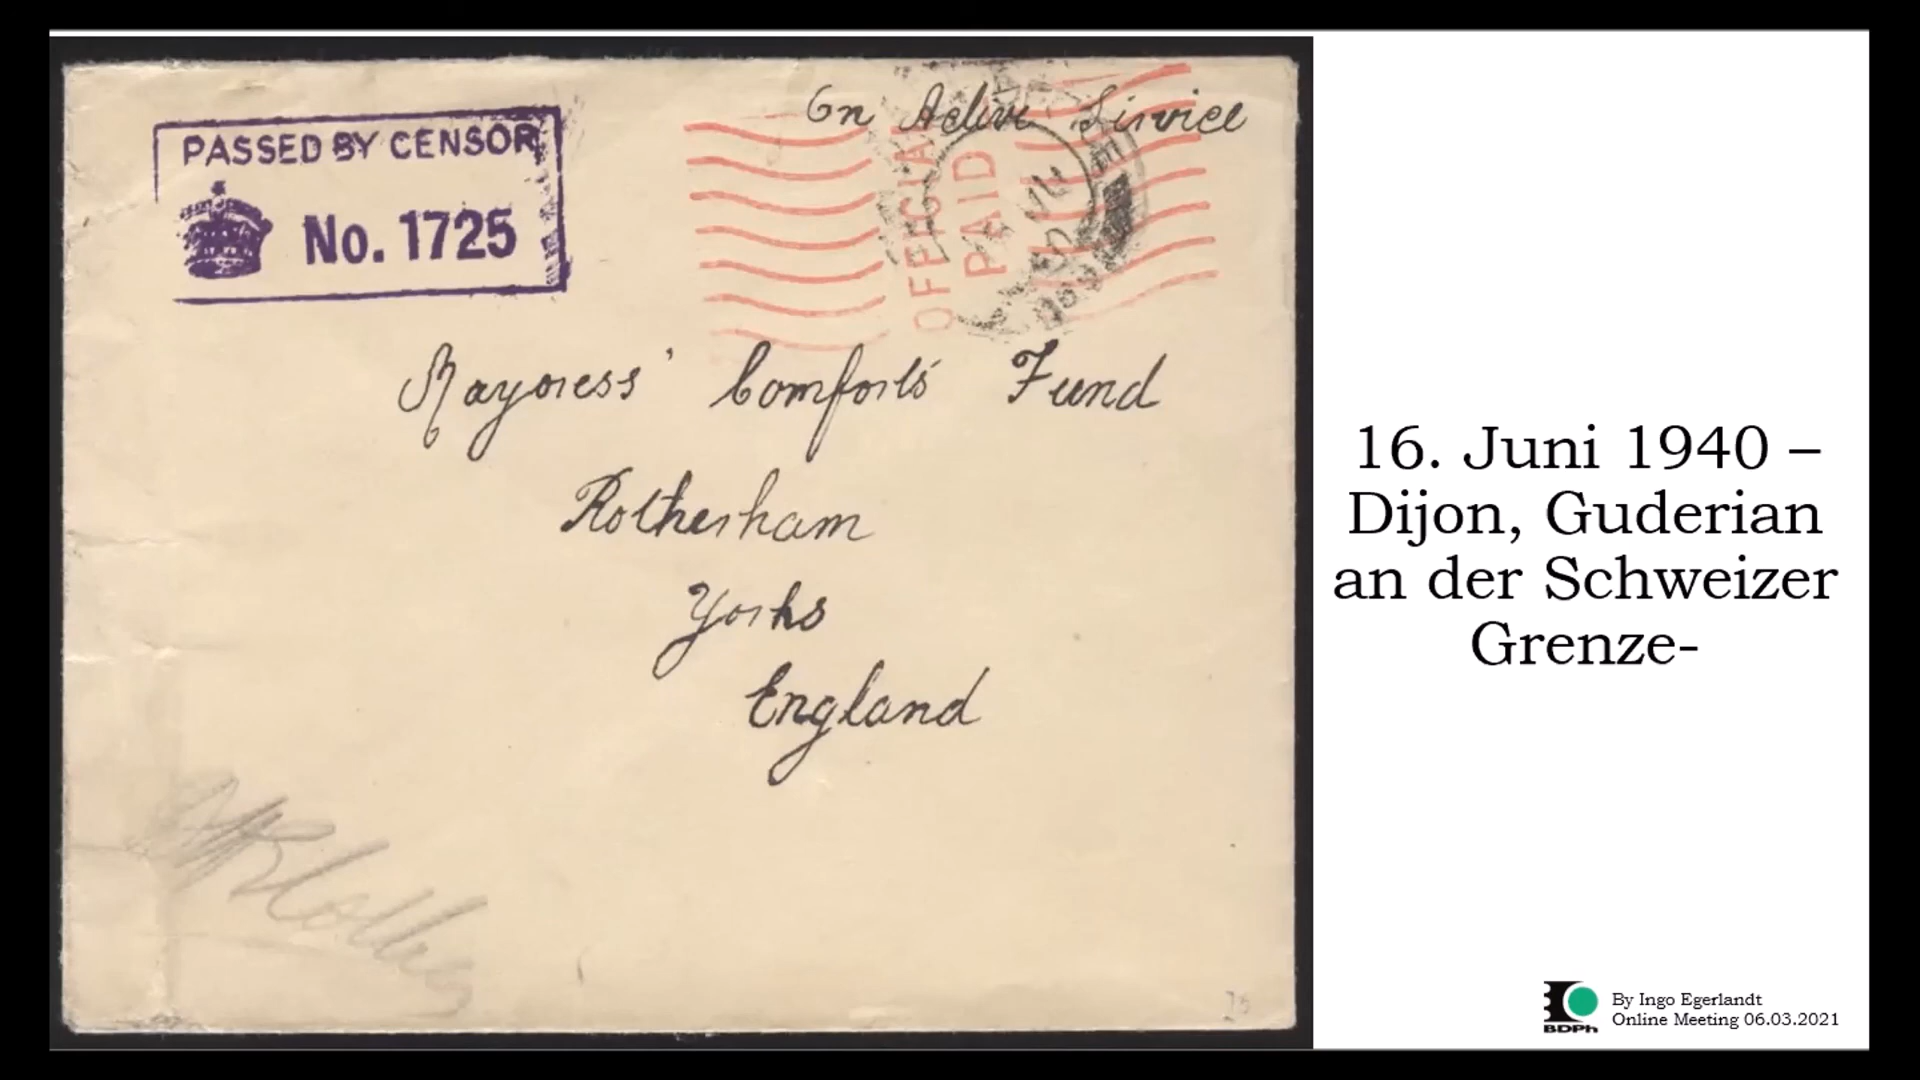 PASSED BY CENSOR
No. 1725
On Active Service
OFFICIAL
PAID
Mayoress' Comforts' Fund
Rotherham
Yorks
England
16. Juni 1940 –
Dijon, Guderian
an der Schweizer
Grenze-
BDPh
By Ingo Egerlandt
Online Meeting 06.03.2021